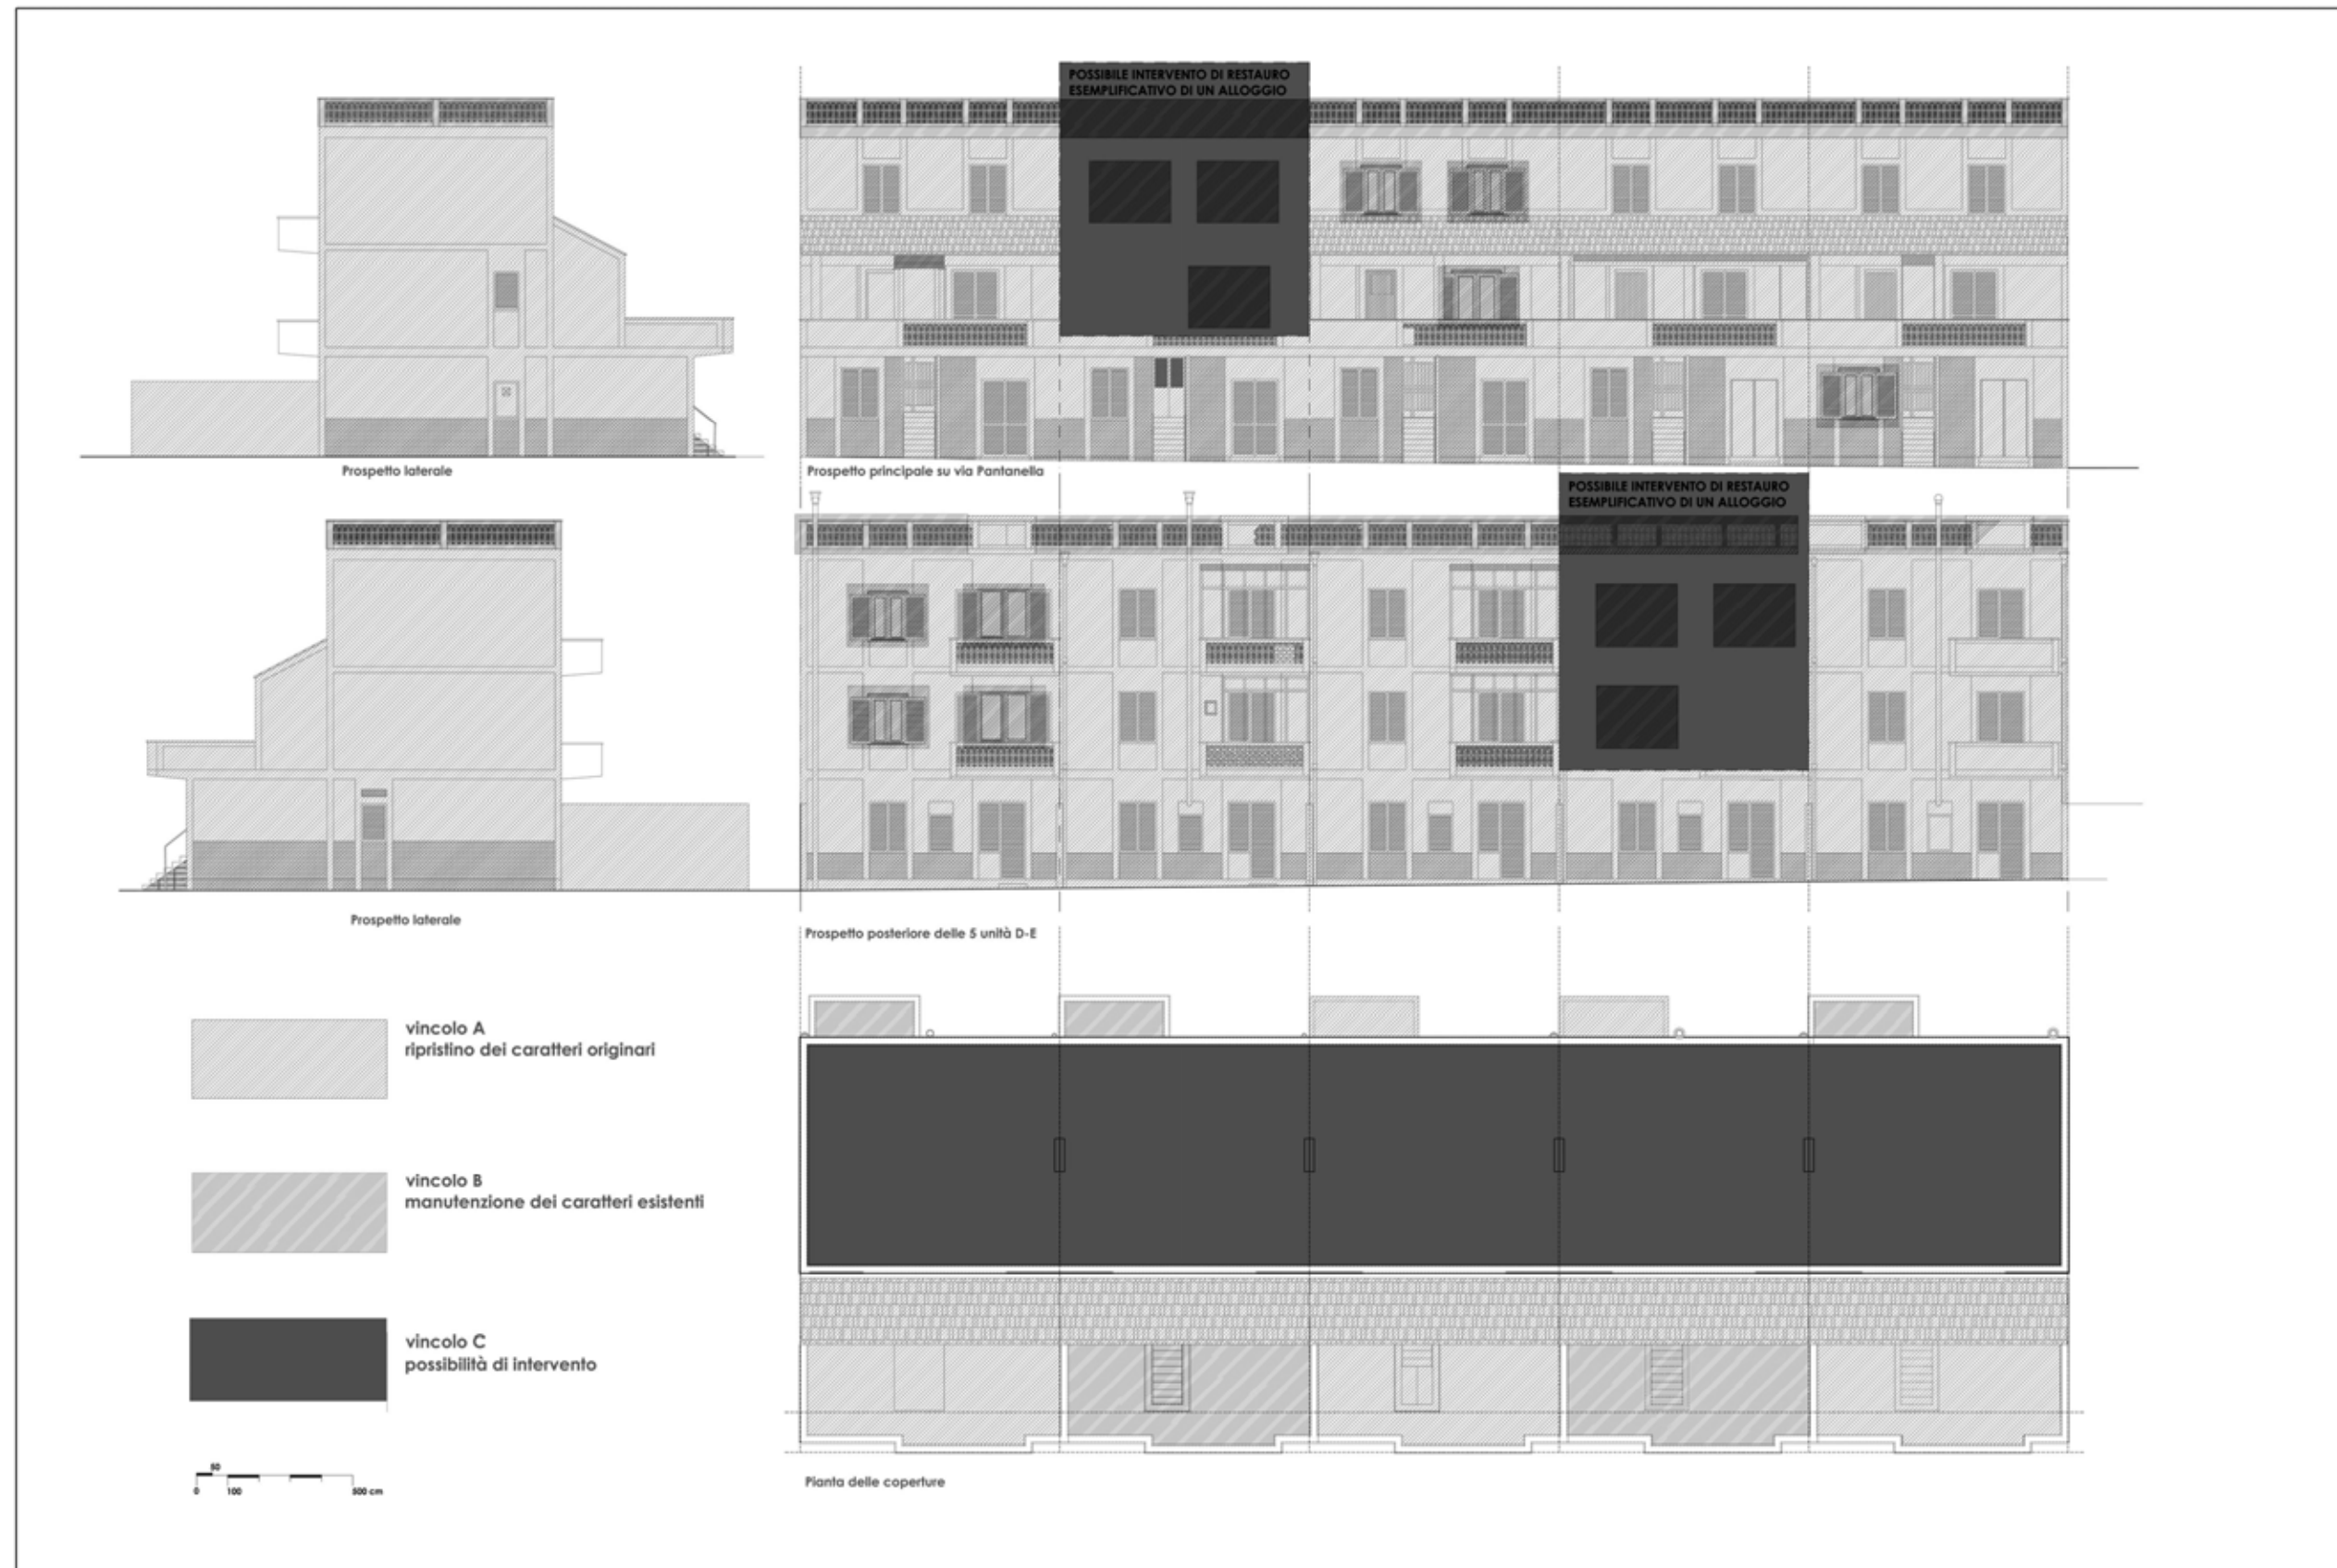 POSSIBILE INTERVENTO DI RESTAURO
ESEMPLIFICATIVO DI UN ALLOGGIO
Prospetto laterale
Prospetto principale su via Pantanella
POSSIBILE INTERVENTO DI RESTAURO
ESEMPLIFICATIVO DI UN ALLOGGIO
Prospetto laterale
Prospetto posteriore delle 5 unità D-E
vincolo A
ripristino dei caratteri originari
vincolo B
manutenzione dei caratteri esistenti
vincolo C
possibilità di intervento
50
0 100 500 cm
Pianta delle coperture